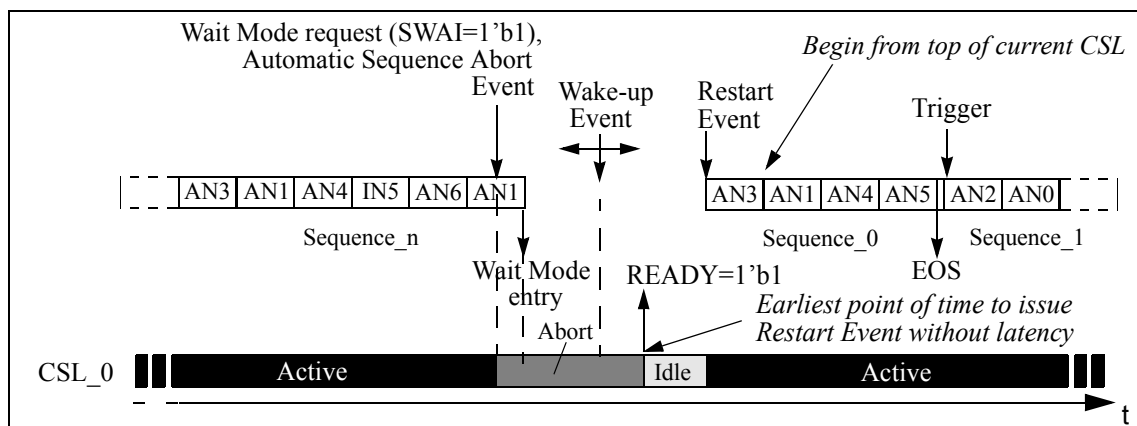 Wait Mode request (SWAI=1’b1),
Automatic Sequence Abort
Event
Begin from top of current CSL
Wake-up
Event
Restart
Event
Trigger
AN3 AN1 AN4 IN5 AN6 AN1
AN3 AN1 AN4 AN5 AN2 AN0
Sequence_n
Sequence_0
Sequence_1
Wait Mode
entry
READY=1’b1
EOS
Earliest point of time to issue
Restart Event without latency
Abort
CSL_0
Active
Idle
Active
t